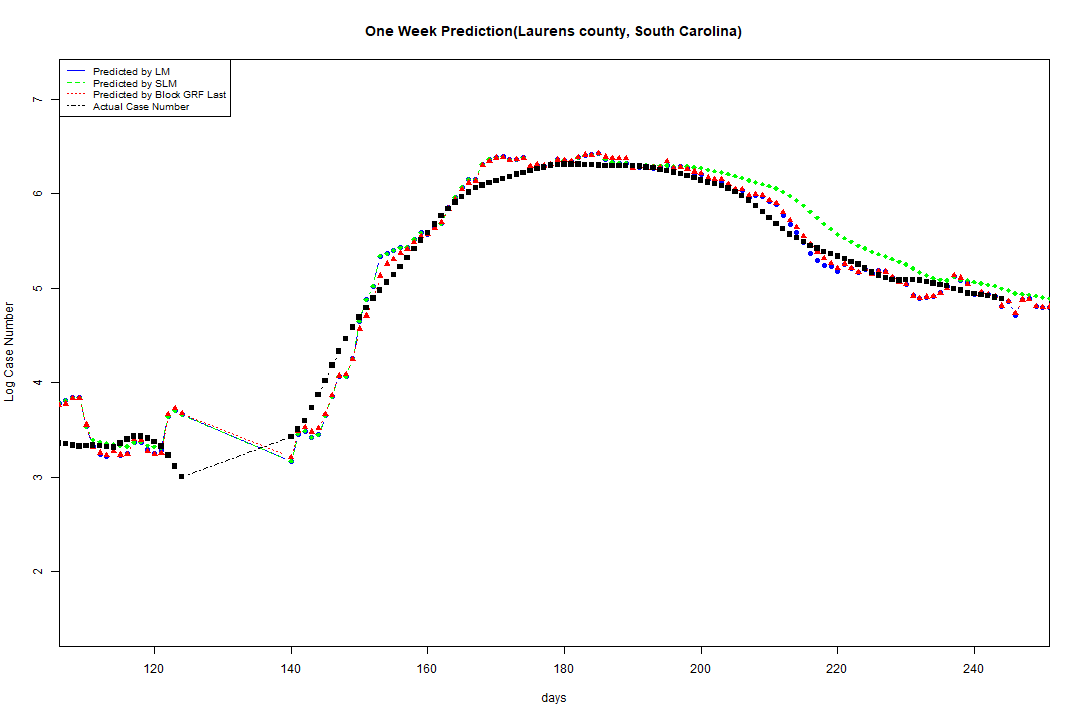 One Week Prediction(Laurens county, South Carolina)
Predicted by LM
Predicted by SLM
Predicted by Block GRF Last
Actual Case Number
7
6
5
4
3
2
Log Case Number
120 140 160 180 200 220 240
days